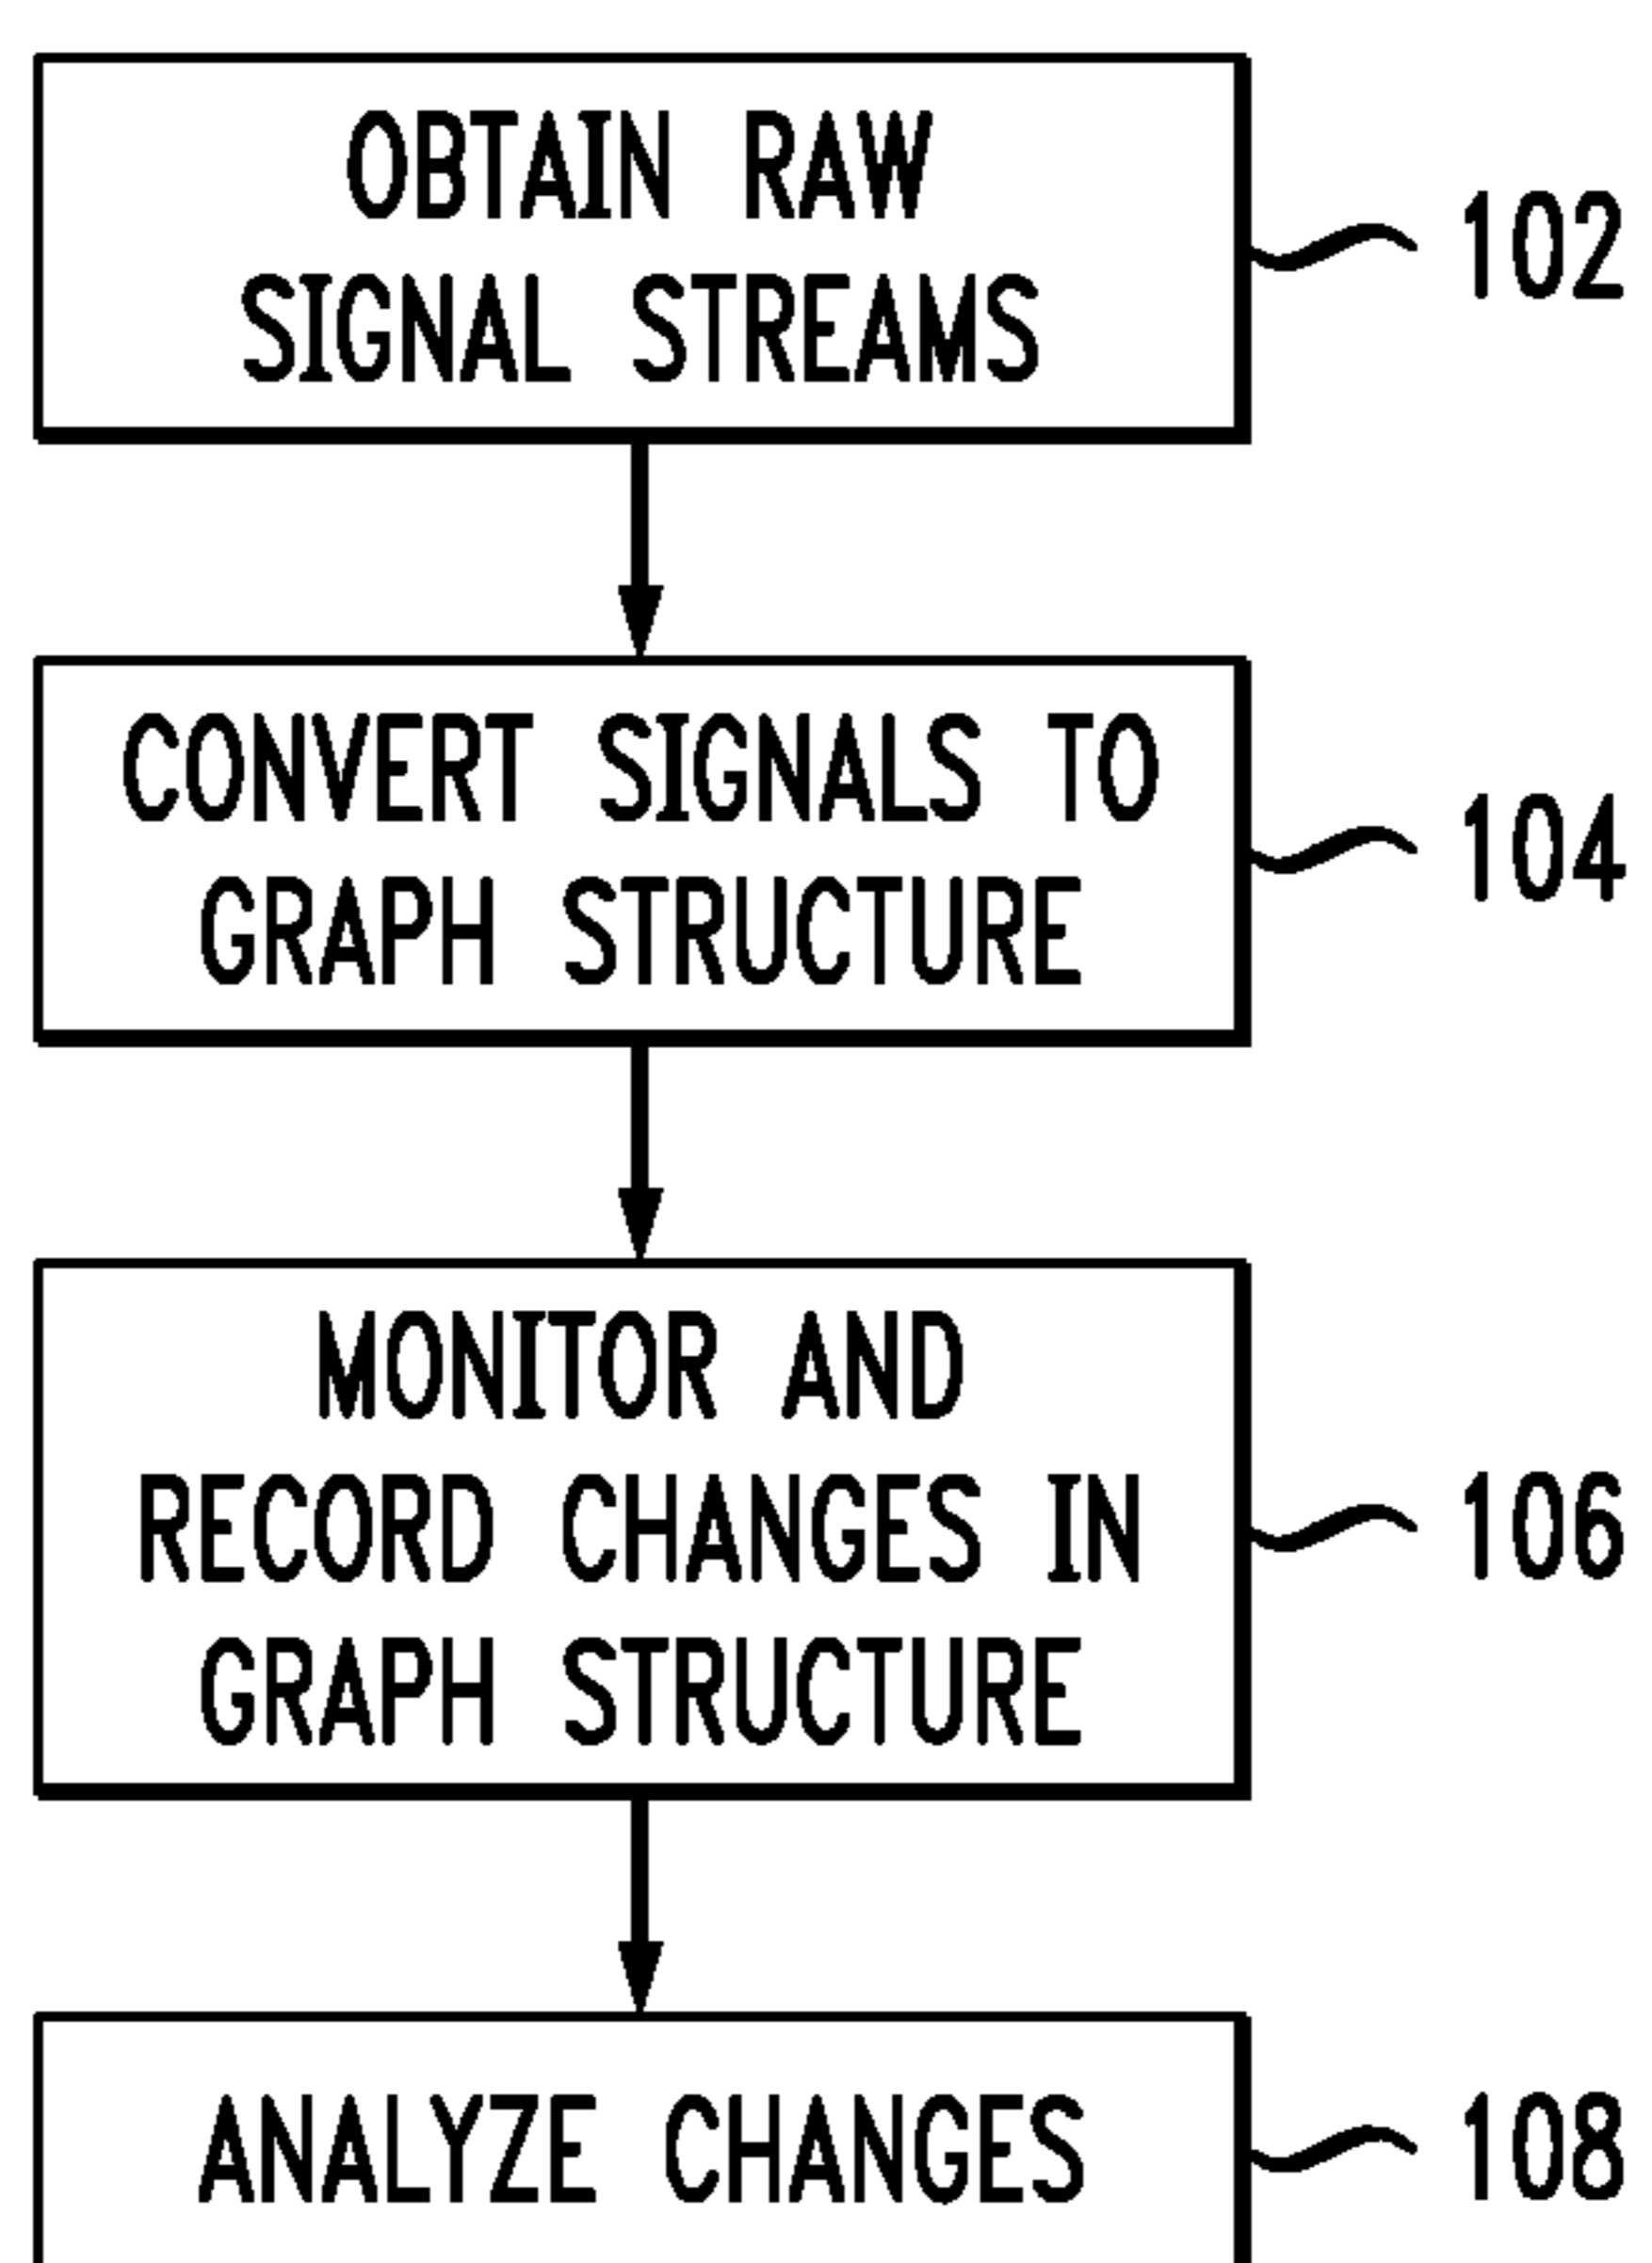 OBTAIN RAW
SIGNAL STREAMS
102
CONVERT SIGNALS TO
GRAPH STRUCTURE
104
MONITOR AND
RECORD CHANGES IN
GRAPH STRUCTURE
106
ANALYZE CHANGES
108